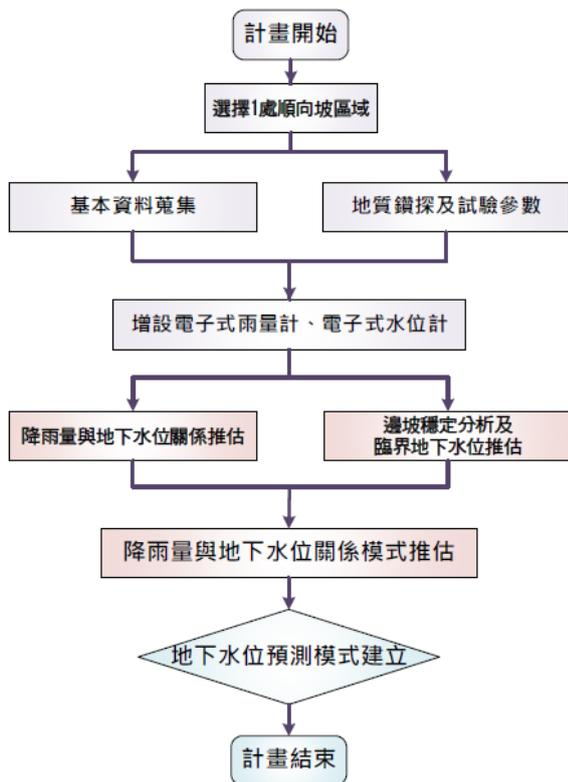 計畫開始
選擇1處順向坡區域
基本資料蒐集
地質鑽探及試驗參數
增設電子式雨量計、電子式水位計
降雨量與地下水位關係推估
邊坡穩定分析及
臨界地下水位推估
降雨量與地下水位關係模式推估
地下水位預測模式建立
計畫結束